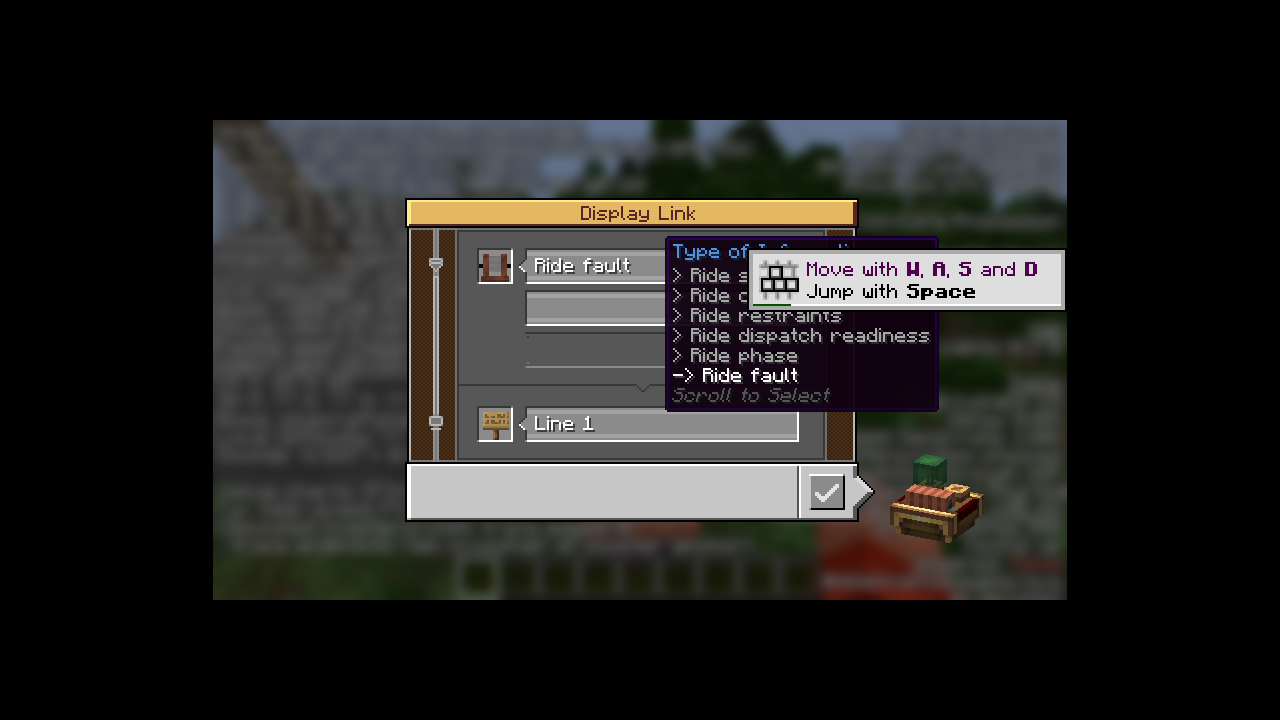 Display Link
Ride fault
Type of
Move with W, A, S and D
Jump with Space
> Ride
> Ride
> Ride restraints
> Ride dispatch readiness
> Ride phase
-> Ride fault
Scroll to Select
Line 1